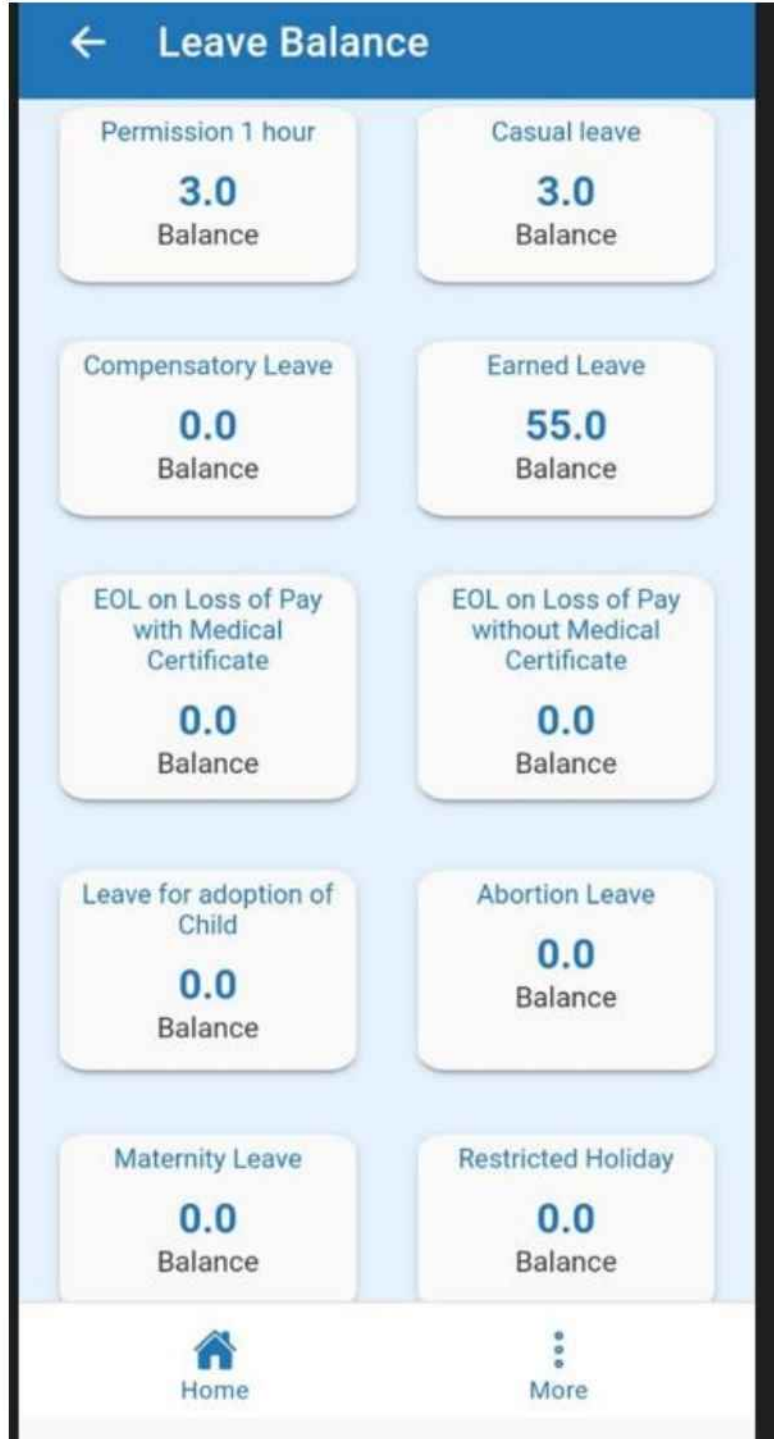 Leave Balance
Permission 1 hour
3.0
Balance
Casual leave
3.0
Balance
Compensatory Leave
0.0
Balance
Earned Leave
55.0
Balance
EOL on Loss of Pay
with Medical
Certificate
0.0
Balance
EOL on Loss of Pay
without Medical
Certificate
0.0
Balance
Leave for adoption of
Child
0.0
Balance
Abortion Leave
0.0
Balance
Maternity Leave
0.0
Balance
Restricted Holiday
0.0
Balance
Home
More